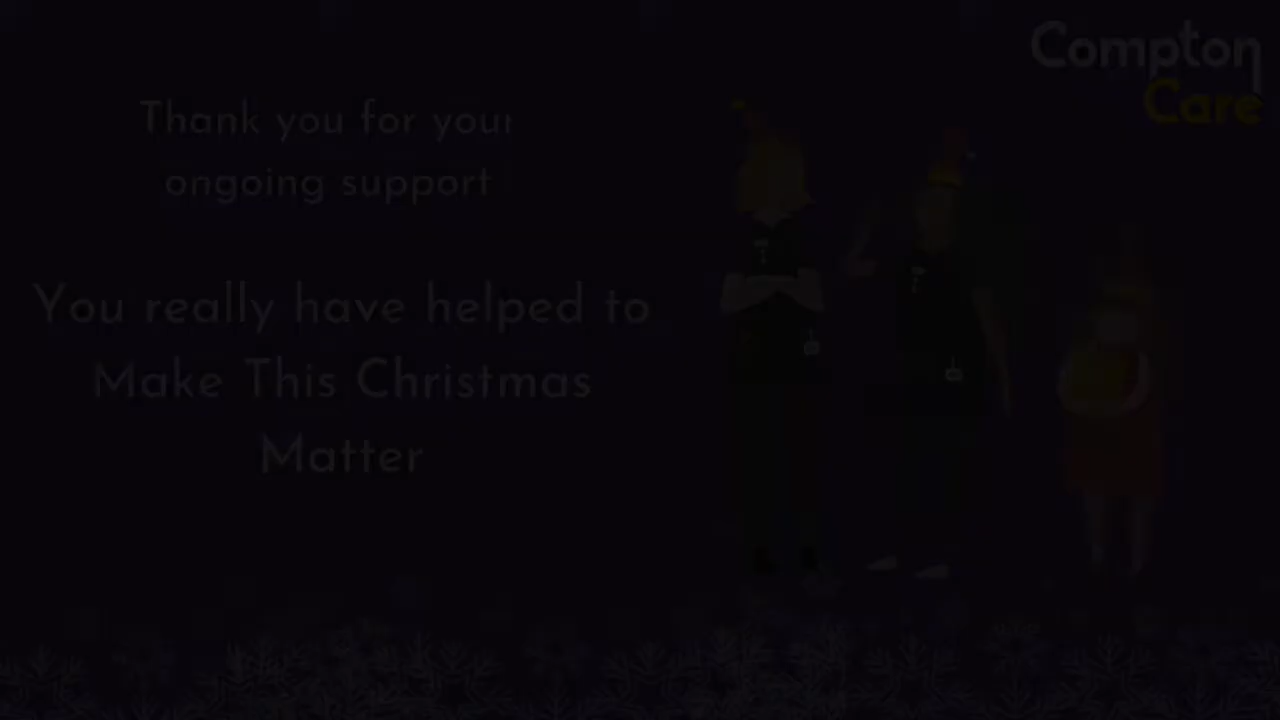 Compton
Care
Thank you for your
ongoing support
You really have helped to
Make This Christmas
Matter